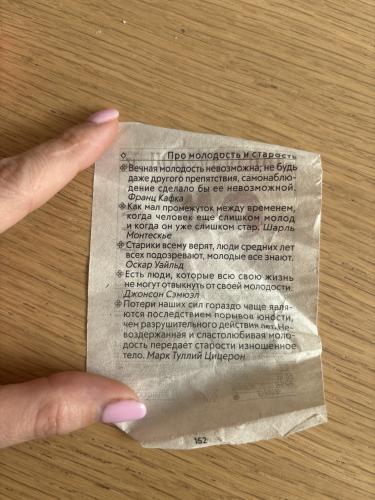 Про молодость и старость
Вечная молодость невозможна; не будь
даже другого препятствия, самонаблю-
дение сделало бы ее невозможной.
Франц Кафка
Как мал промежуток между временем,
когда человек еще слишком молод
и когда он уже слишком стар. Шарль
Монтескье
Старики всему верят, люди средних лет
всех подозревают, молодые все знают.
Оскар Уайльд
Есть люди, которые всю свою жизнь
не могут отвыкнуть от своей молодости.
Джонсон Сэмюэл
Потери наших сил гораздо чаще явля-
ются последствием порывов юности,
чем разрушительного действия лет. Не-
воздержанная и сластолюбивая моло-
дость передает старости изношенное
тело. Марк Туллий Цицерон
152